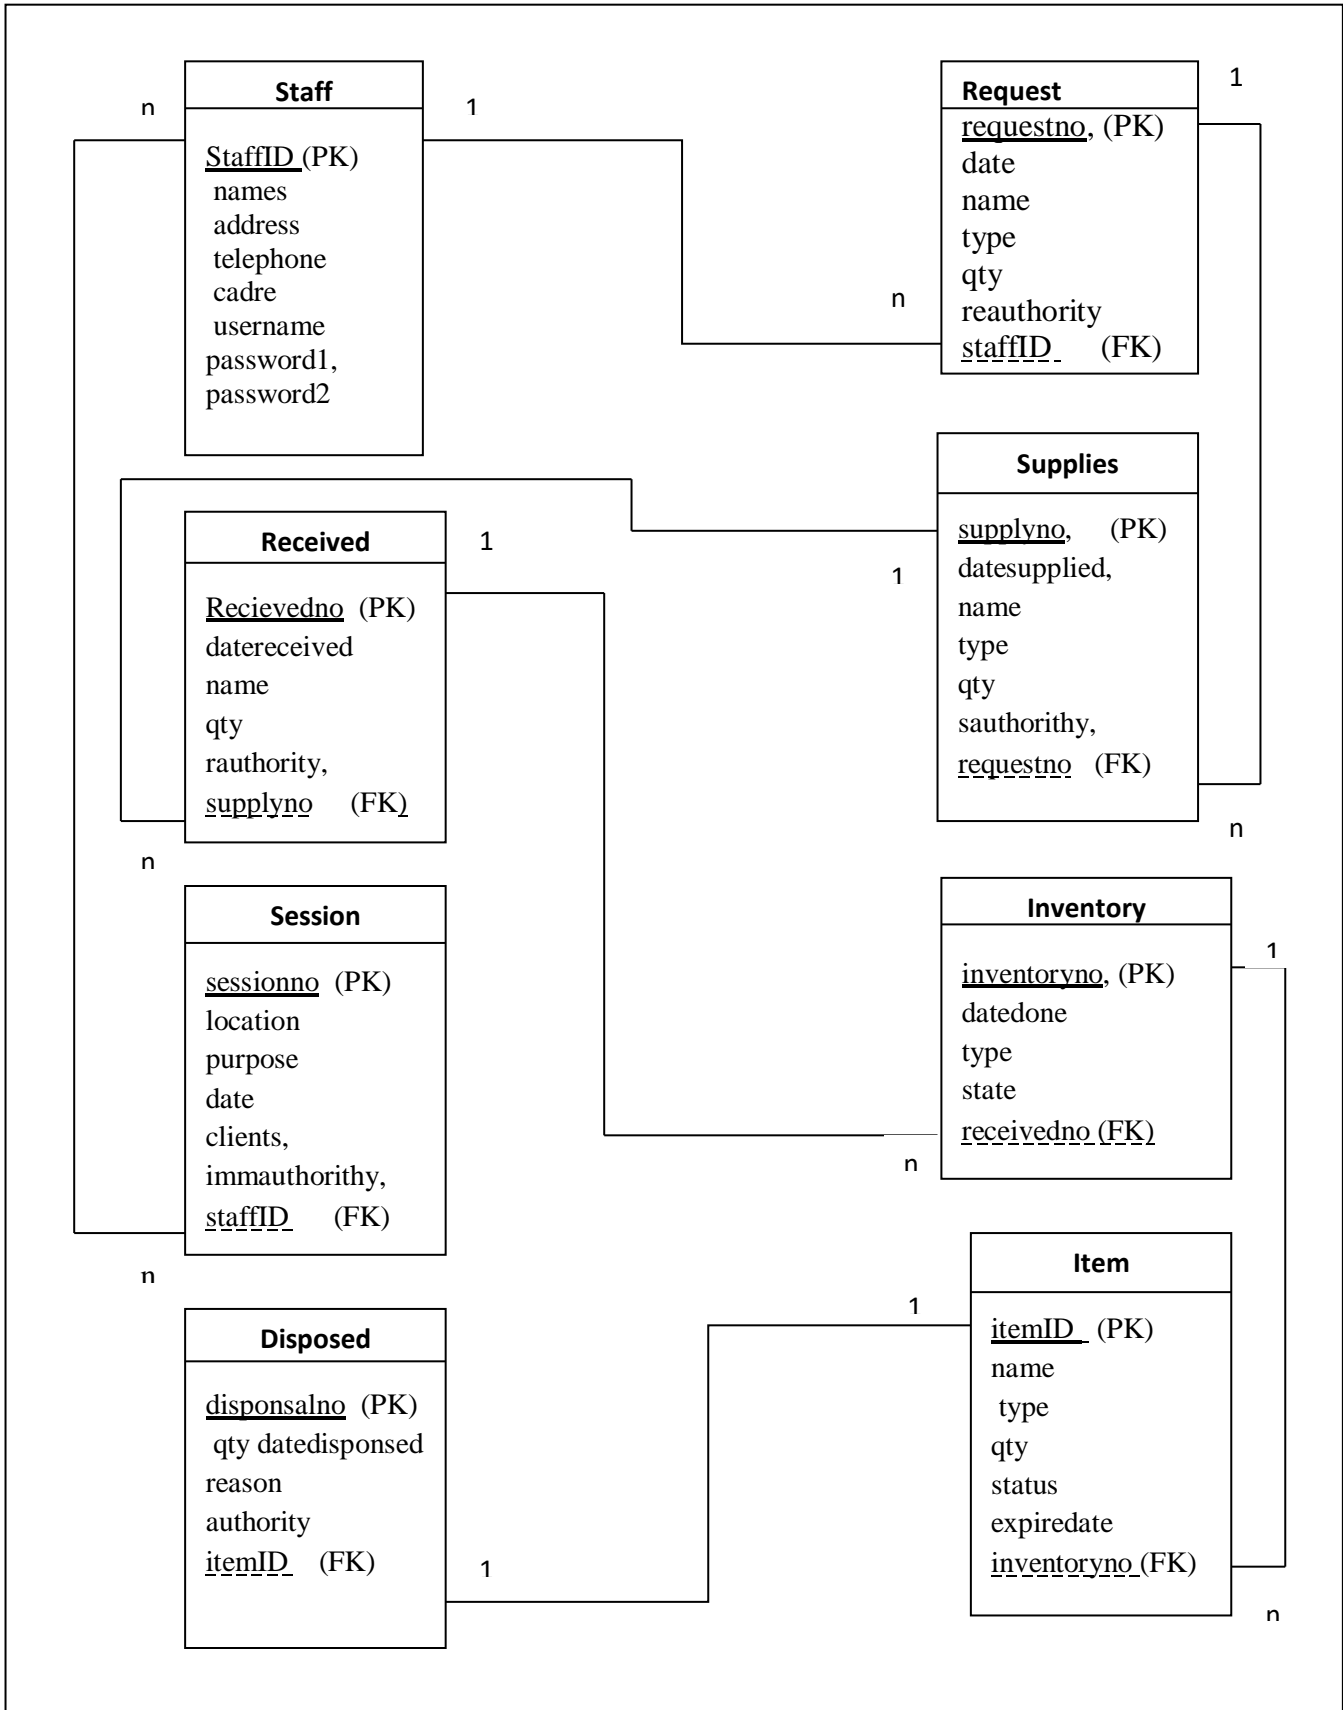 Staff
StaffID (PK)
names
address
telephone
cadre
username
password1,
password2
n
1
Request
requestno, (PK)
date
name
type
qty
reauthority
staffID (FK)
1
n
Supplies
supplyno, (PK)
datesupplied,
name
type
qty
sauthorithy,
requestno (FK)
1
n
Received
Recievedno (PK)
datereceived
name
qty
rauthority,
supplyno (FK)
1
n
Session
sessionno (PK)
location
purpose
date
clients,
immauthorithy,
staffID (FK)
n
Inventory
inventoryno, (PK)
datedone
type
state
receivedno (FK)
1
n
Item
itemID (PK)
name
type
qty
status
expiredate
inventoryno (FK)
1
n
Disposed
disponsalno (PK)
qty datedisponsed
reason
authority
itemID (FK)
1